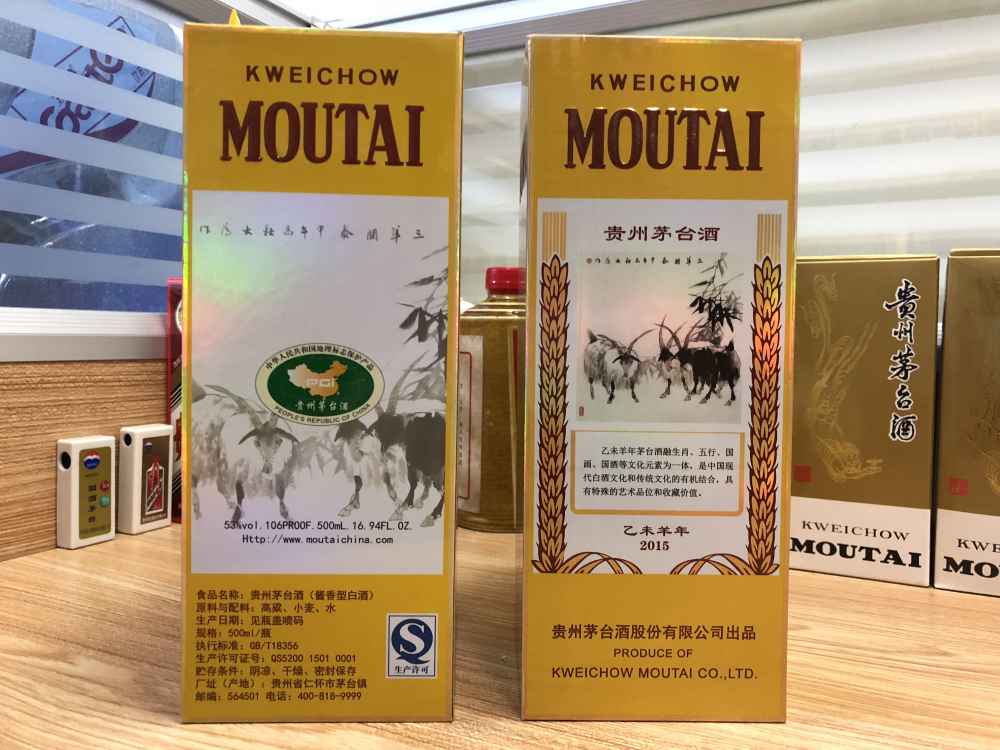 KWEICHOW
MOUTAI
中华人民共和国地理标志保护产品
PGI
贵州茅台酒
PEOPLE'S REPUBLIC OF CHINA
53%vol.106PROOF.500mL.16.94FL.OZ.
Http://www.moutaichina.com
食品名称：贵州茅台酒（酱香型白酒）
原料与配料：高粱、小麦、水
生产日期：见瓶盖喷码
规格：500ml/瓶
执行标准：GB/T18356
生产许可证号：QS5200 1501 0001
贮存条件：阴凉、干燥、密封保存
厂址（产地）：贵州省仁怀市茅台镇
邮编：564501 电话：400-818-9999
生产许可
KWEICHOW
MOUTAI
贵州茅台酒
乙未羊年茅台酒融生肖、五行、国
画、国酒等文化元素为一体，是中国现
代白酒文化和传统文化的有机结合，具
有特殊的艺术品位和收藏价值。
乙未羊年
2015
贵州茅台酒股份有限公司出品
PRODUCE OF
KWEICHOW MOUTAI CO.,LTD.
贵州茅台酒
KWEICHOW
MOUTAI
KWE
MO